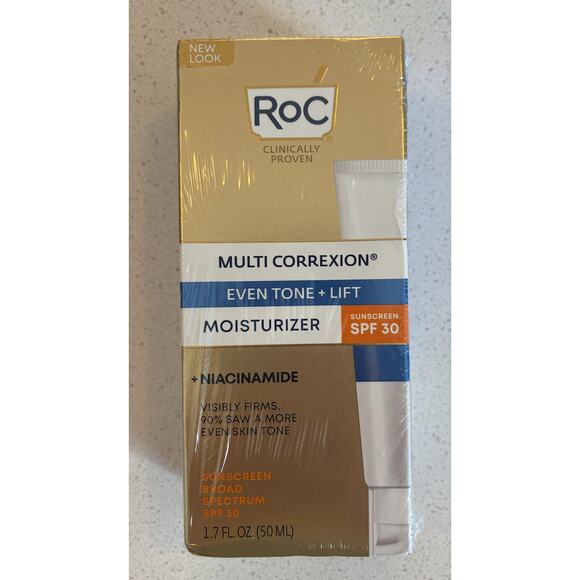 NEW
LOOK
RoC®
CLINICALLY
PROVEN
MULTI CORREXION®
EVEN TONE + LIFT
MOISTURIZER
SUNSCREEN
SPF 30
+NIACINAMIDE
VISIBLY FIRMS,
90% SAW A MORE
EVEN SKIN TONE
SUNSCREEN
BROAD
SPECTRUM
SPF 30
1.7 FL. OZ. (50 ML)